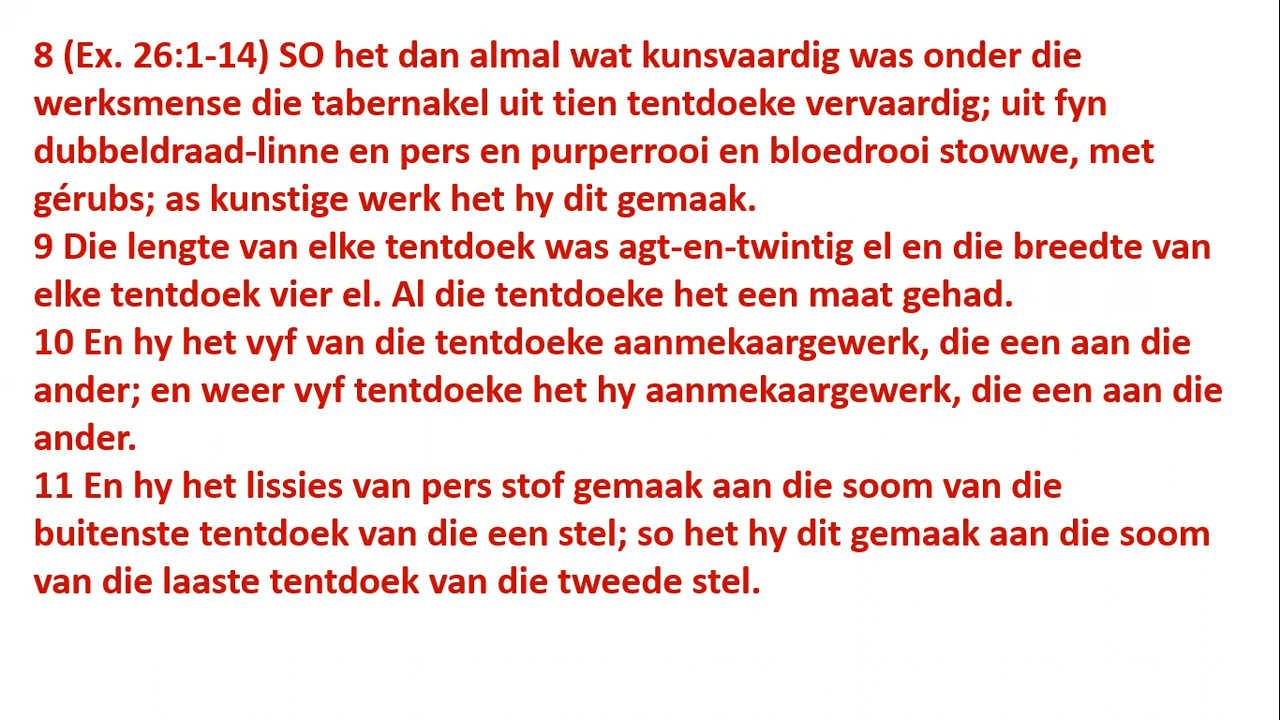 8 (Ex. 26:1-14) SO het dan almal wat kunsvaardig was onder die
werksmense die tabernakel uit tien tentdoeke vervaardig; uit fyn
dubbeldraad-linne en pers en purperrooi en bloedrooi stowwe, met
gérubs; as kunstige werk het hy dit gemaak.
9 Die lengte van elke tentdoek was agt-en-twintig el en die breedte van
elke tentdoek vier el. Al die tentdoeke het een maat gehad.
10 En hy het vyf van die tentdoeke aanmekaargewerk, die een aan die
ander; en weer vyf tentdoeke het hy aanmekaargewerk, die een aan die
ander.
11 En hy het lissies van pers stof gemaak aan die soom van die
buitenste tentdoek van die een stel; so het hy dit gemaak aan die soom
van die laaste tentdoek van die tweede stel.